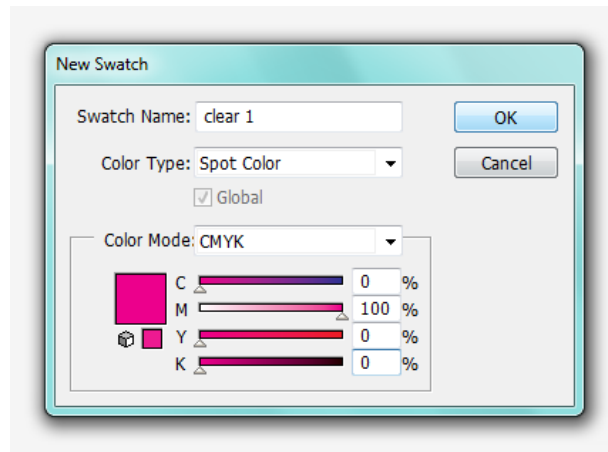 New Swatch
Swatch Name: clear 1
OK
Color Type: Spot Color
Cancel
Global
Color Mode: CMYK
C 0 %
M 100 %
Y 0 %
K 0 %